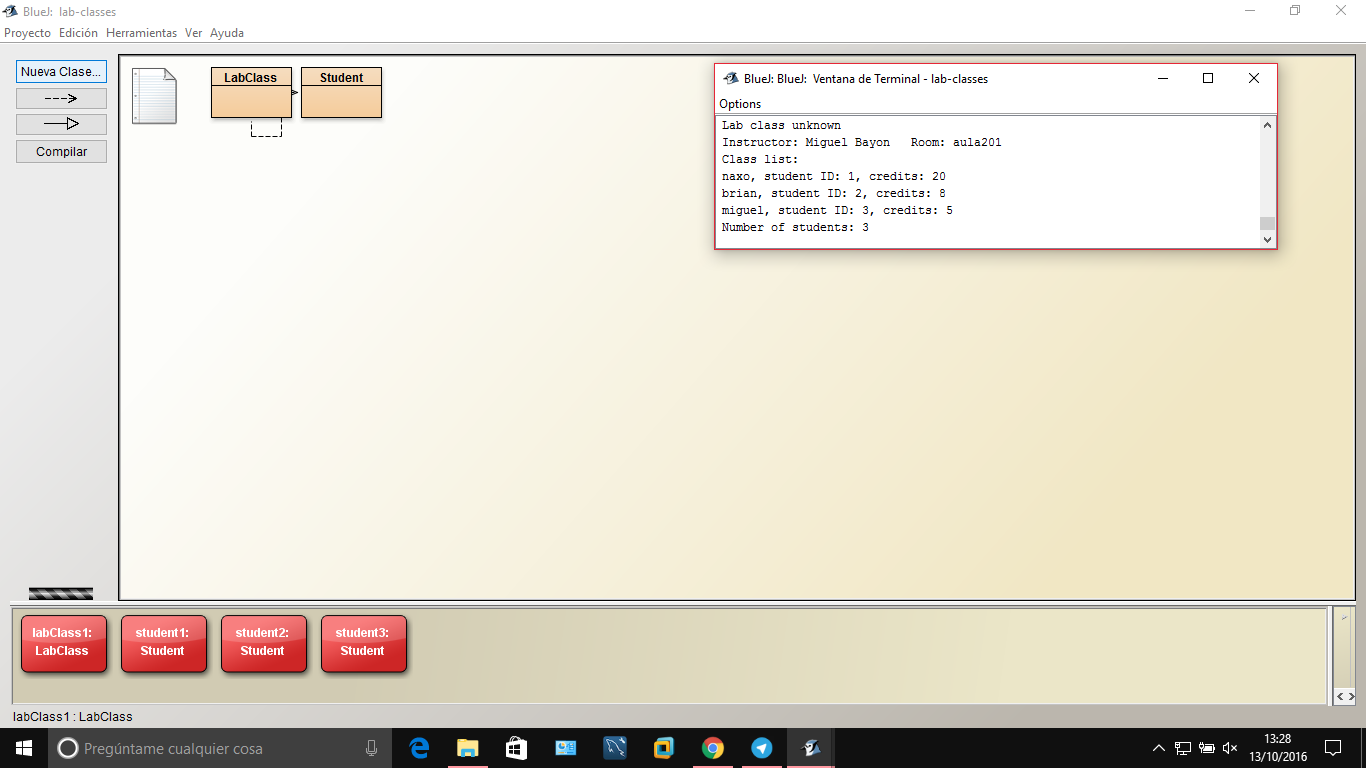 BlueJ: lab-classes
Proyecto Edición Herramientas Ver Ayuda
Nueva Clase...
Compilar
LabClass
Student
BlueJ: BlueJ: Ventana de Terminal - lab-classes
Options
Lab class unknown
Instructor: Miguel Bayon   Room: aula201
Class list:
naxo, student ID: 1, credits: 20
brian, student ID: 2, credits: 8
miguel, student ID: 3, credits: 5
Number of students: 3
labClass1:
LabClass
student1:
Student
student2:
Student
student3:
Student
labClass1 : LabClass
Pregúntame cualquier cosa
13:28
13/10/2016